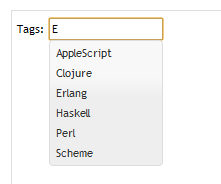 Tags: E
AppleScript
Clojure
Erlang
Haskell
Perl
Scheme